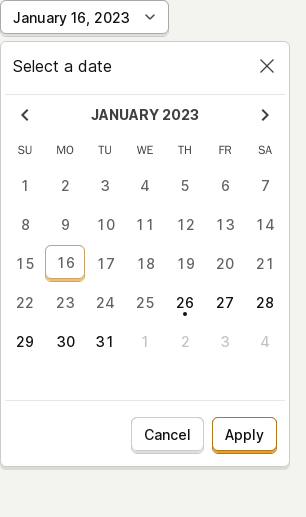 January 16, 2023
Select a date
JANUARY 2023
SU MO TU WE TH FR SA
1 2 3 4 5 6 7
8 9 10 11 12 13 14
15 16 17 18 19 20 21
22 23 24 25 26 27 28
29 30 31 1 2 3 4
Cancel Apply